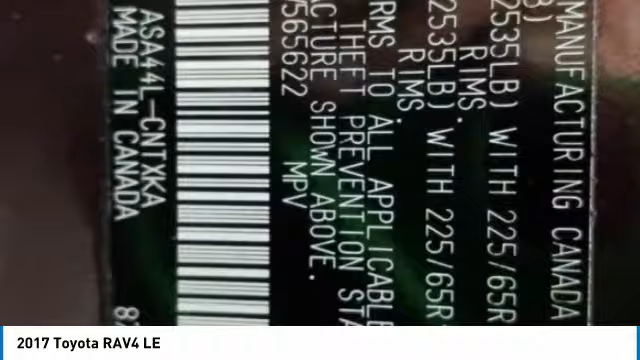 MANUFACTURING CANADA
B)
2535LB) WITH 225/65R
RIMS.
2535LB) WITH 225/65R
RIMS.
RMS TO ALL APPLICABLE
THEFT PREVENTION STA
ACTURE SHOWN ABOVE.
565622 MPV
ASA44L-CNTXKA
MADE IN CANADA
2017 Toyota RAV4 LE